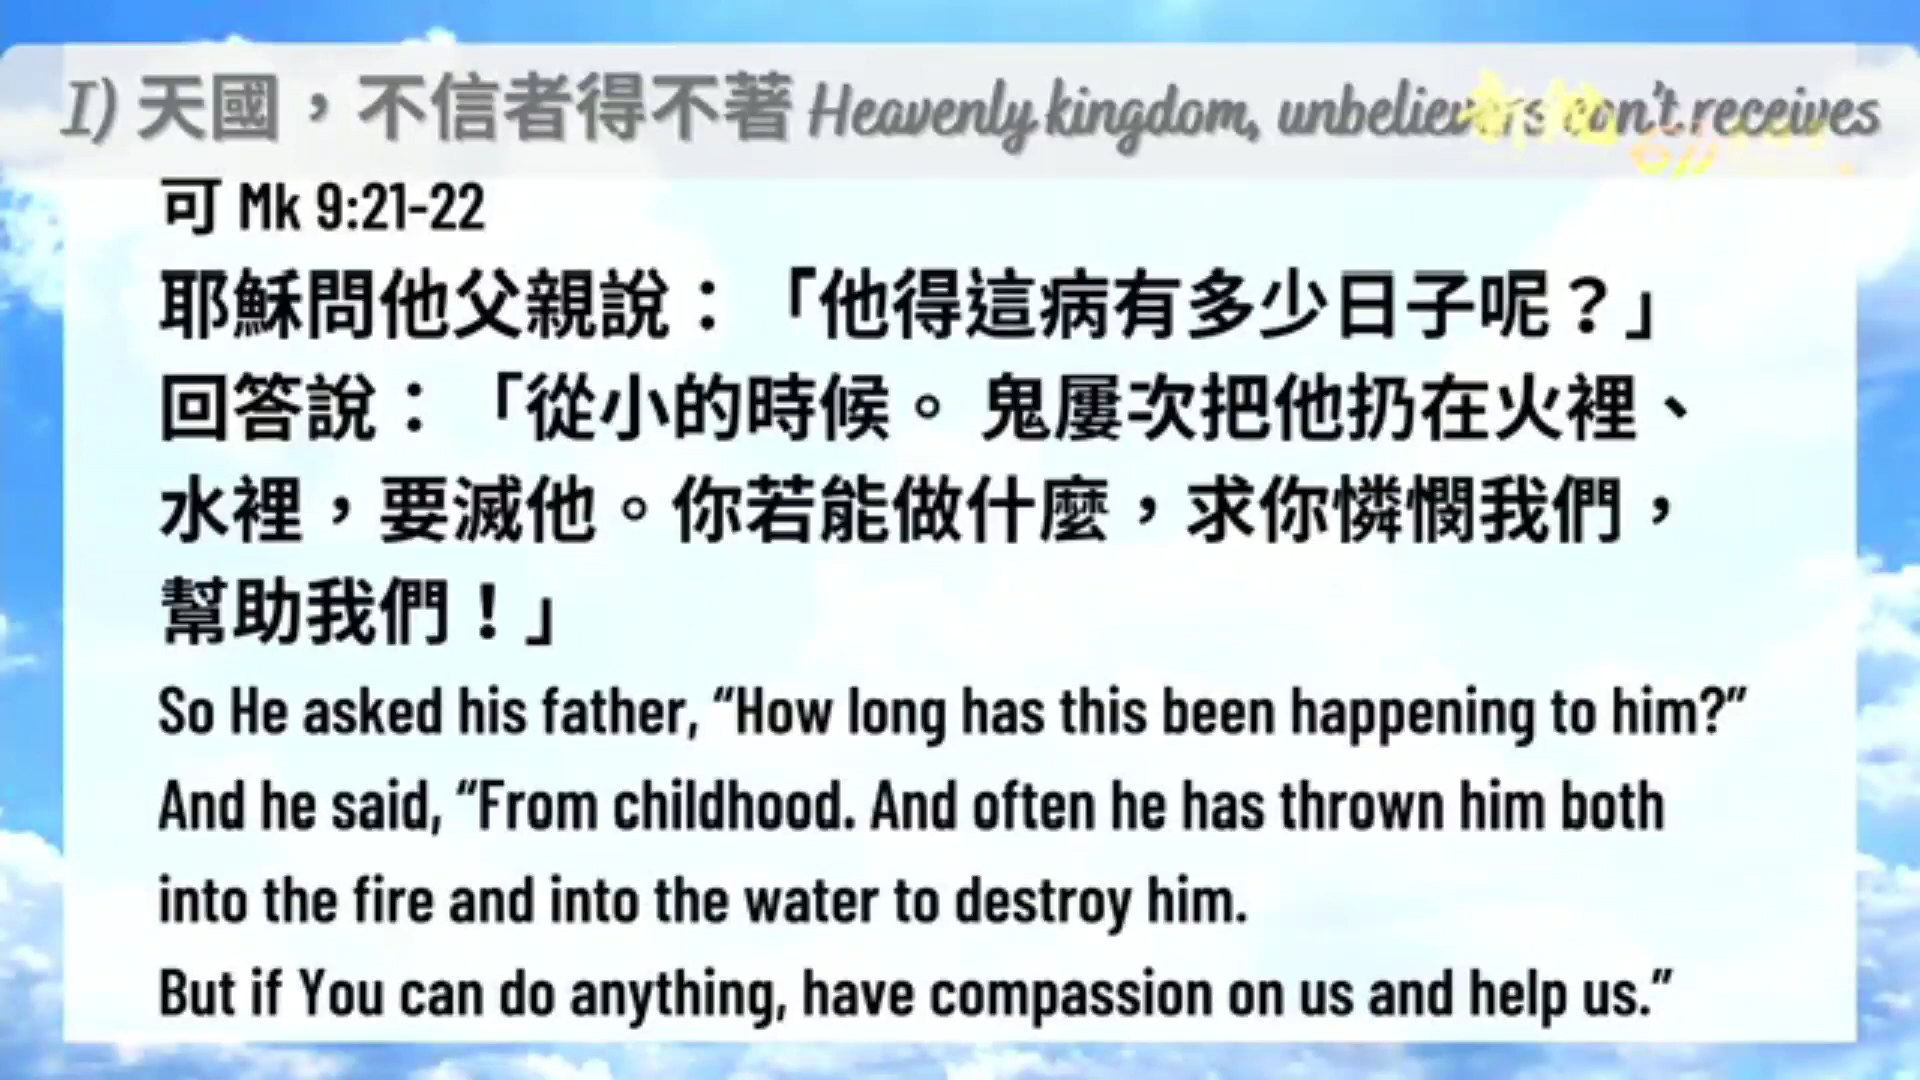 I) 天國，不信者得不著 Heavenly kingdom, unbelievers can't receives
可 Mk 9:21-22
耶穌問他父親說：「他得這病有多少日子呢？」
回答說：「從小的時候。 鬼屢次把他扔在火裡、
水裡，要滅他。你若能做什麼，求你憐憫我們，
幫助我們！」
So He asked his father, “How long has this been happening to him?”
And he said, “From childhood. And often he has thrown him both
into the fire and into the water to destroy him.
But if You can do anything, have compassion on us and help us.”